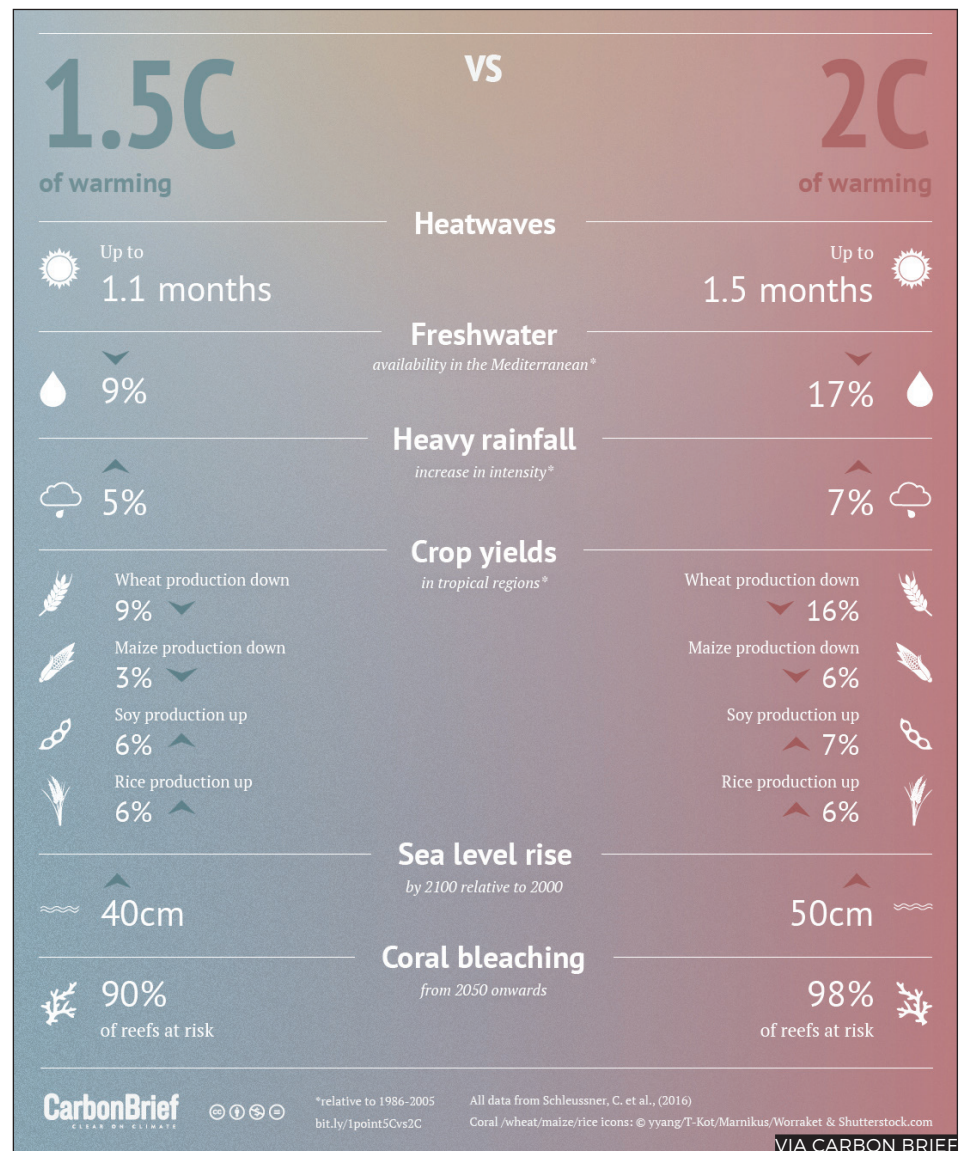 1.5C
VS
2C
of warming
of warming
Heatwaves
Up to
1.1 months
Up to
1.5 months
Freshwater
availability in the Mediterranean*
9%
17%
Heavy rainfall
increase in intensity*
5%
7%
Crop yields
in tropical regions*
Wheat production down
9%
Wheat production down
16%
Maize production down
3%
Maize production down
6%
Soy production up
6%
Soy production up
7%
Rice production up
6%
Rice production up
6%
Sea level rise
by 2100 relative to 2000
40cm
50cm
Coral bleaching
from 2050 onwards
90%
of reefs at risk
98%
of reefs at risk
CarbonBrief
CLEAR ON CLIMATE
cc
*relative to 1986-2005
bit.ly/1point5Cvs2C
All data from Schleussner, C. et al., (2016)
Coral /wheat/maize/rice icons: © yyang/T-Kot/Marnikus/Worraket & Shutterstock.com
VIA CARBON BRIEF